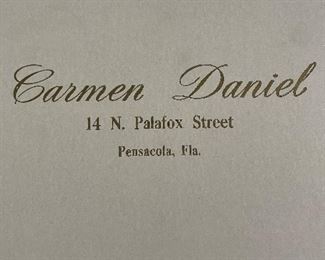 Carmen Daniel
14 N. Palafox Street
Pensacola, Fla.